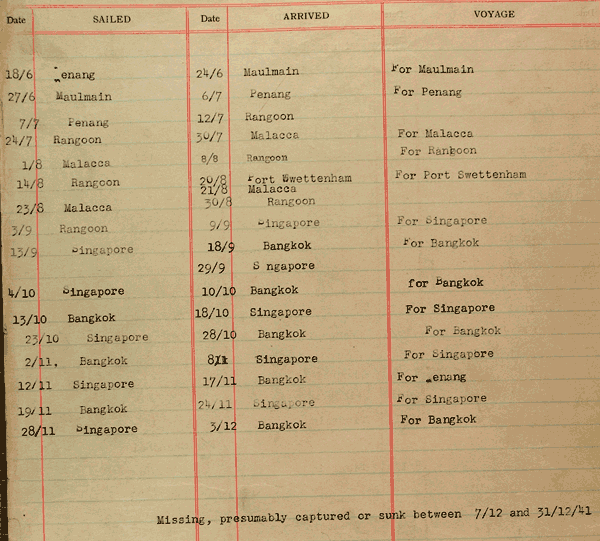 Date SAILED Date ARRIVED VOYAGE
18/6 Penang 24/6 Maulmain For Maulmain
27/6 Maulmain 6/7 Penang For Penang
7/7 Penang 12/7 Rangoon
24/7 Rangoon 30/7 Malacca For Malacca
1/8 Malacca 8/8 Rangoon For Rangoon
14/8 Rangoon 20/8 Port Swettenham For Port Swettenham
21/8 Malacca
23/8 Malacca 30/8 Rangoon
3/9 Rangoon 9/9 Singapore For Singapore
13/9 Singapore 18/9 Bangkok For Bangkok
29/9 S ngapore
4/10 Singapore 10/10 Bangkok for Bangkok
13/10 Bangkok 18/10 Singapore For Singapore
23/10 Singapore 28/10 Bangkok For Bangkok
2/11, Bangkok 8/11 Singapore For Singapore
12/11 Singapore 17/11 Bangkok For Penang
19/11 Bangkok 24/11 Singapore For Singapore
28/11 Singapore 3/12 Bangkok For Bangkok
Missing, presumably captured or sunk between 7/12 and 31/12/41